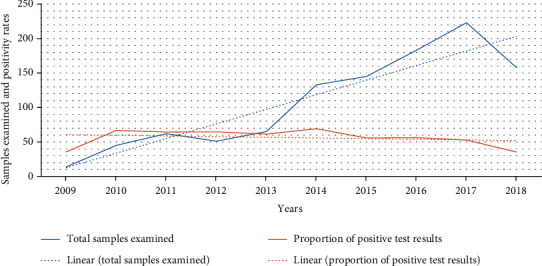 Samples examined and positivity rates
250
200
150
100
50
0
2009 2010 2011 2012 2013 2014 2015 2016 2017 2018
Years
Total samples examined
Proportion of positive test results
Linear (total samples examined)
Linear (proportion of positive test results)